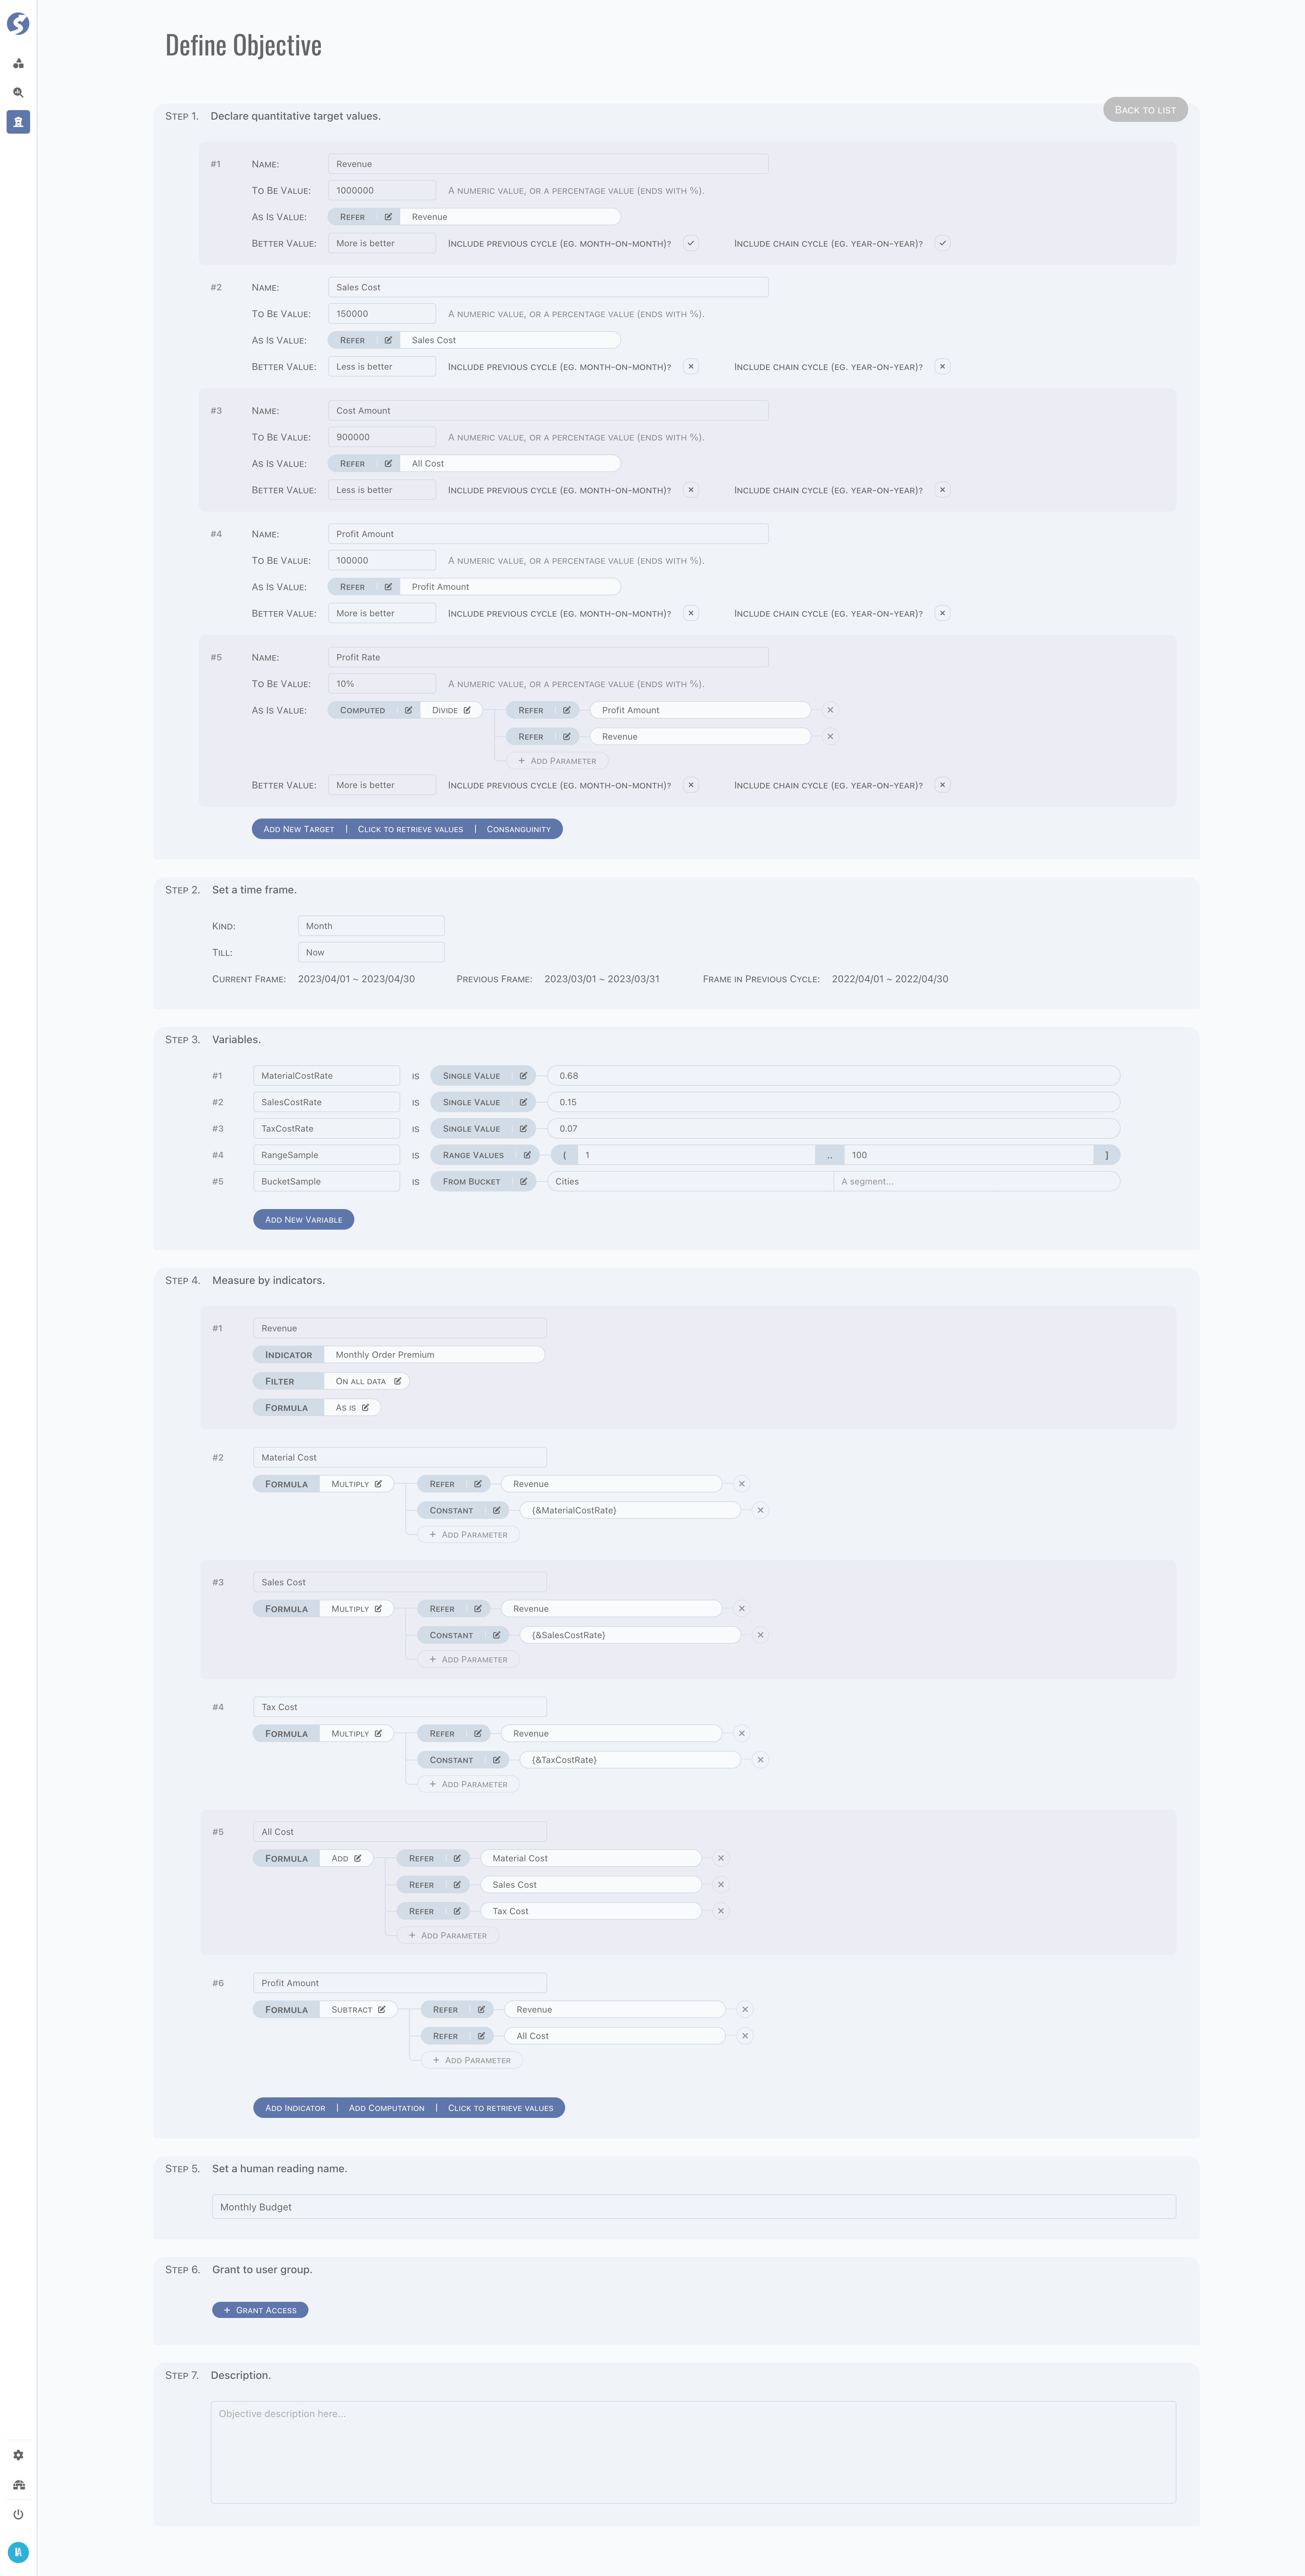 Define Objective
BACK TO LIST
STEP 1. Declare quantitative target values.
#1 NAME: Revenue
TO BE VALUE: 1000000 A NUMERIC VALUE, OR A PERCENTAGE VALUE (ENDS WITH %).
AS IS VALUE: REFER Revenue
BETTER VALUE: More is better INCLUDE PREVIOUS CYCLE (EG. MONTH-ON-MONTH)? INCLUDE CHAIN CYCLE (EG. YEAR-ON-YEAR)?
#2 NAME: Sales Cost
TO BE VALUE: 150000 A NUMERIC VALUE, OR A PERCENTAGE VALUE (ENDS WITH %).
AS IS VALUE: REFER Sales Cost
BETTER VALUE: Less is better INCLUDE PREVIOUS CYCLE (EG. MONTH-ON-MONTH)? INCLUDE CHAIN CYCLE (EG. YEAR-ON-YEAR)?
#3 NAME: Cost Amount
TO BE VALUE: 900000 A NUMERIC VALUE, OR A PERCENTAGE VALUE (ENDS WITH %).
AS IS VALUE: REFER All Cost
BETTER VALUE: Less is better INCLUDE PREVIOUS CYCLE (EG. MONTH-ON-MONTH)? INCLUDE CHAIN CYCLE (EG. YEAR-ON-YEAR)?
#4 NAME: Profit Amount
TO BE VALUE: 100000 A NUMERIC VALUE, OR A PERCENTAGE VALUE (ENDS WITH %).
AS IS VALUE: REFER Profit Amount
BETTER VALUE: More is better INCLUDE PREVIOUS CYCLE (EG. MONTH-ON-MONTH)? INCLUDE CHAIN CYCLE (EG. YEAR-ON-YEAR)?
#5 NAME: Profit Rate
TO BE VALUE: 10% A NUMERIC VALUE, OR A PERCENTAGE VALUE (ENDS WITH %).
AS IS VALUE: COMPUTED DIVIDE REFER Profit Amount
REFER Revenue
+ ADD PARAMETER
BETTER VALUE: More is better INCLUDE PREVIOUS CYCLE (EG. MONTH-ON-MONTH)? INCLUDE CHAIN CYCLE (EG. YEAR-ON-YEAR)?
ADD NEW TARGET | CLICK TO RETRIEVE VALUES | CONSANGUINITY
STEP 2. Set a time frame.
KIND: Month
TILL: Now
CURRENT FRAME: 2023/04/01 ~ 2023/04/30 PREVIOUS FRAME: 2023/03/01 ~ 2023/03/31 FRAME IN PREVIOUS CYCLE: 2022/04/01 ~ 2022/04/30
STEP 3. Variables.
#1 MaterialCostRate IS SINGLE VALUE 0.68
#2 SalesCostRate IS SINGLE VALUE 0.15
#3 TaxCostRate IS SINGLE VALUE 0.07
#4 RangeSample IS RANGE VALUES ( 1 .. 100 ]
#5 BucketSample IS FROM BUCKET Cities A segment...
ADD NEW VARIABLE
STEP 4. Measure by indicators.
#1 Revenue
INDICATOR Monthly Order Premium
FILTER ON ALL DATA
FORMULA AS IS
#2 Material Cost
FORMULA MULTIPLY REFER Revenue
CONSTANT {&MaterialCostRate}
+ ADD PARAMETER
#3 Sales Cost
FORMULA MULTIPLY REFER Revenue
CONSTANT {&SalesCostRate}
+ ADD PARAMETER
#4 Tax Cost
FORMULA MULTIPLY REFER Revenue
CONSTANT {&TaxCostRate}
+ ADD PARAMETER
#5 All Cost
FORMULA ADD REFER Material Cost
REFER Sales Cost
REFER Tax Cost
+ ADD PARAMETER
#6 Profit Amount
FORMULA SUBTRACT REFER Revenue
REFER All Cost
+ ADD PARAMETER
ADD INDICATOR | ADD COMPUTATION | CLICK TO RETRIEVE VALUES
STEP 5. Set a human reading name.
Monthly Budget
STEP 6. Grant to user group.
+ GRANT ACCESS
STEP 7. Description.
Objective description here...